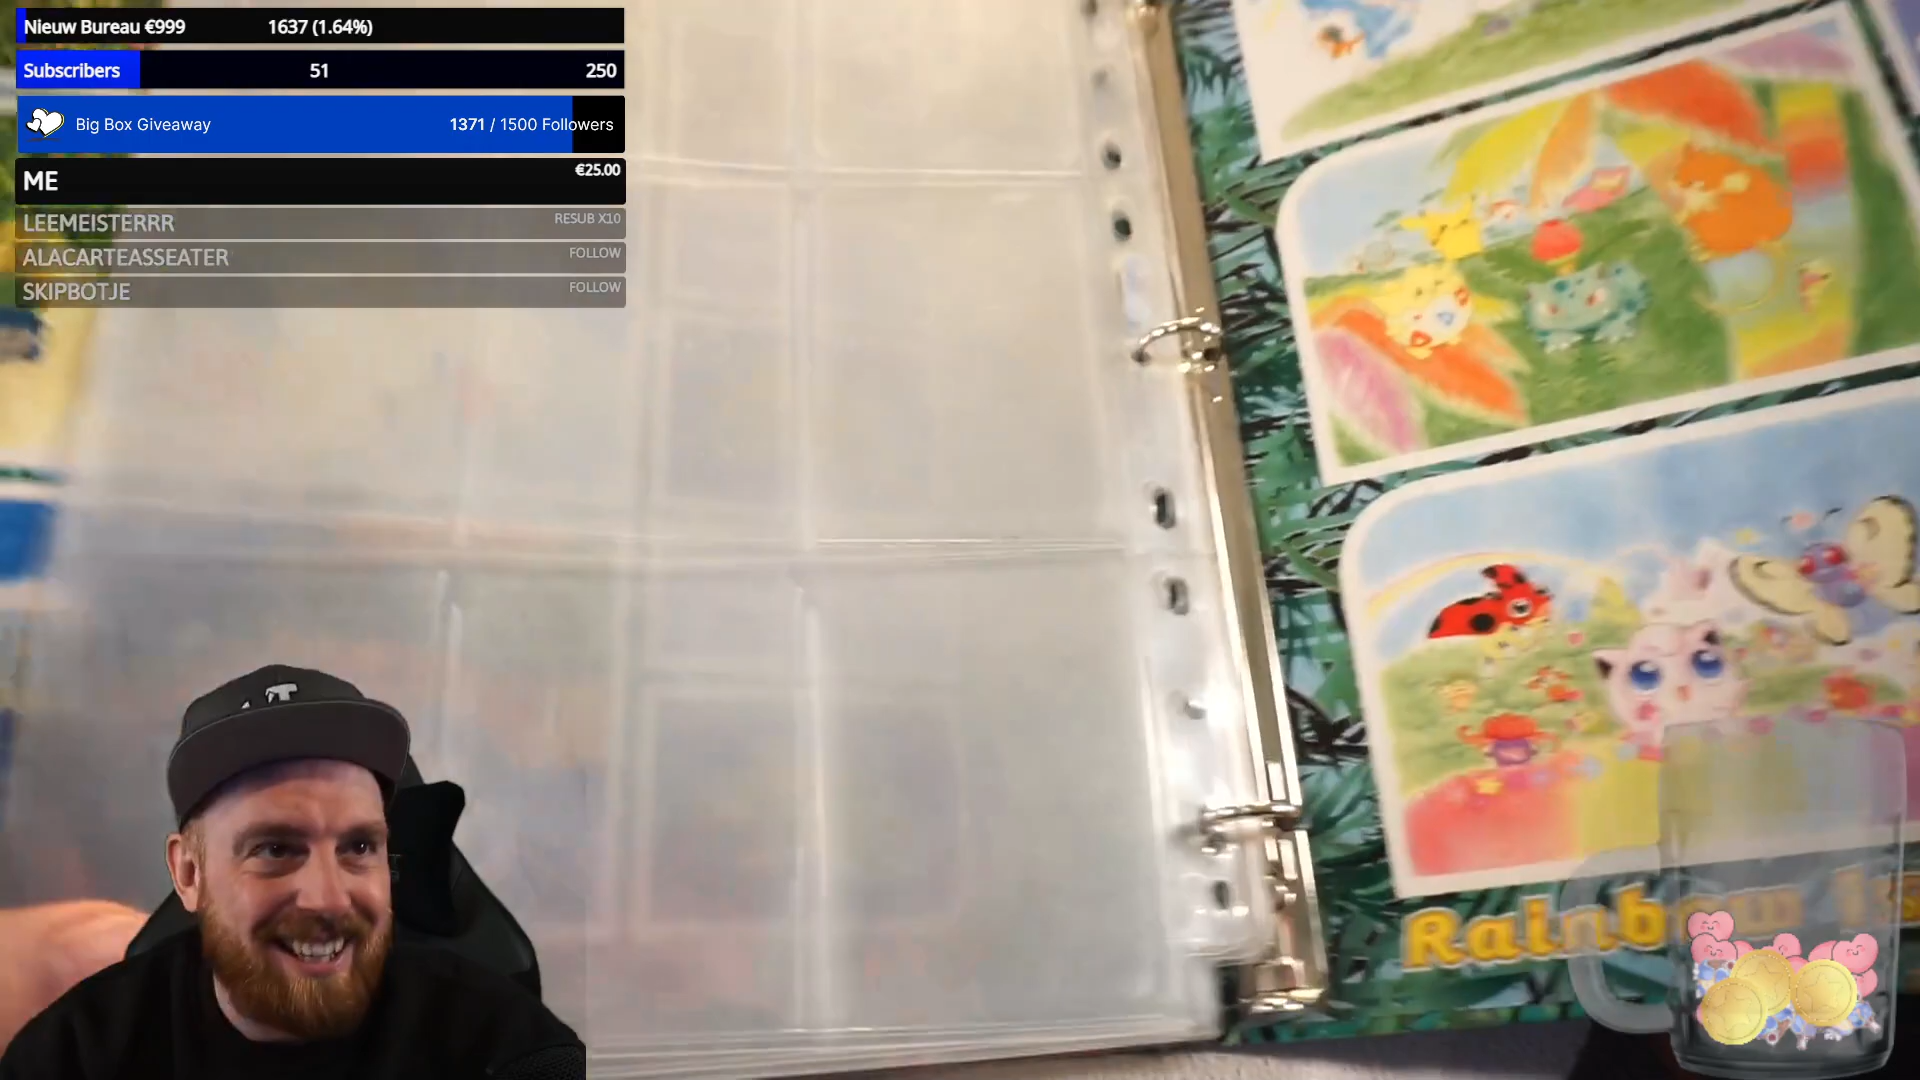 Nieuw Bureau €999 1637 (1.64%)
Subscribers 51 250
Big Box Giveaway 1371 / 1500 Followers
ME €25.00
LEEMEISTERRR RESUB X10
ALACARTEASSEATER FOLLOW
SKIPBOTJE FOLLOW
Rainbow